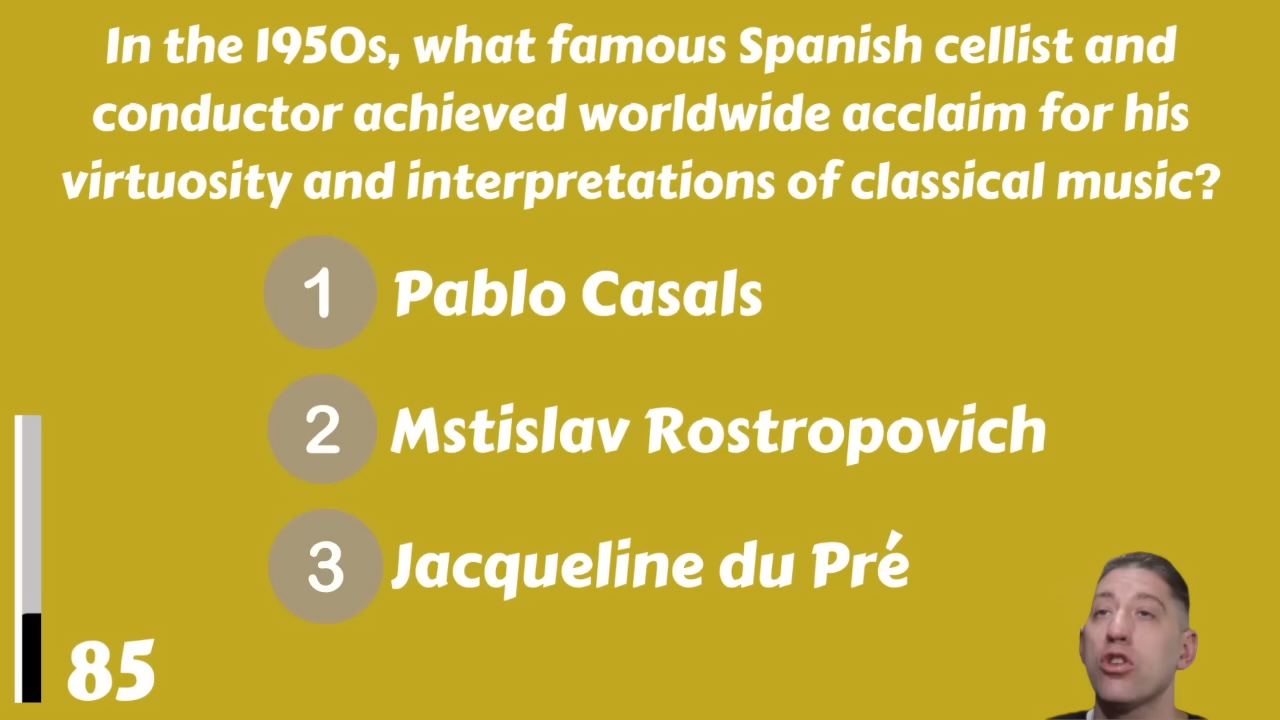 In the 1950s, what famous Spanish cellist and
conductor achieved worldwide acclaim for his
virtuosity and interpretations of classical music?
1 Pablo Casals
2 Mstislav Rostropovich
3 Jacqueline du Pré
85